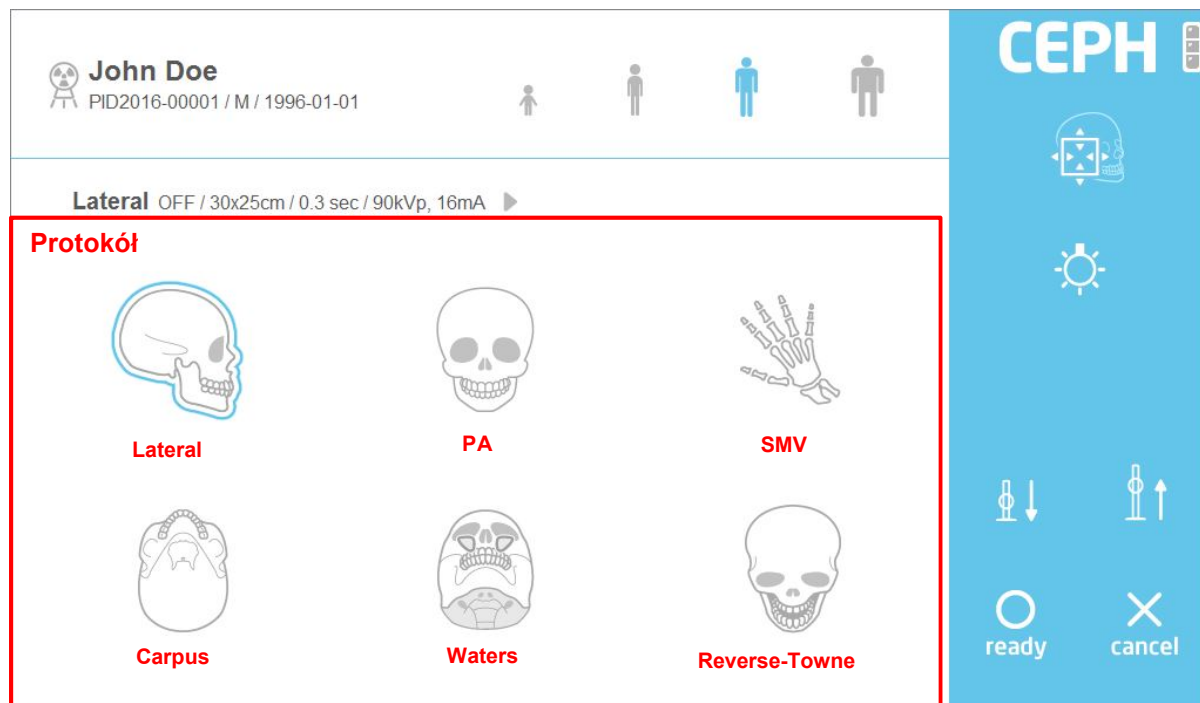 John Doe
PID2016-00001 / M / 1996-01-01
CEPH
Lateral OFF / 30x25cm / 0.3 sec / 90kVp, 16mA
Protokół
Lateral
PA
SMV
Carpus
Waters
Reverse-Towne
ready
cancel